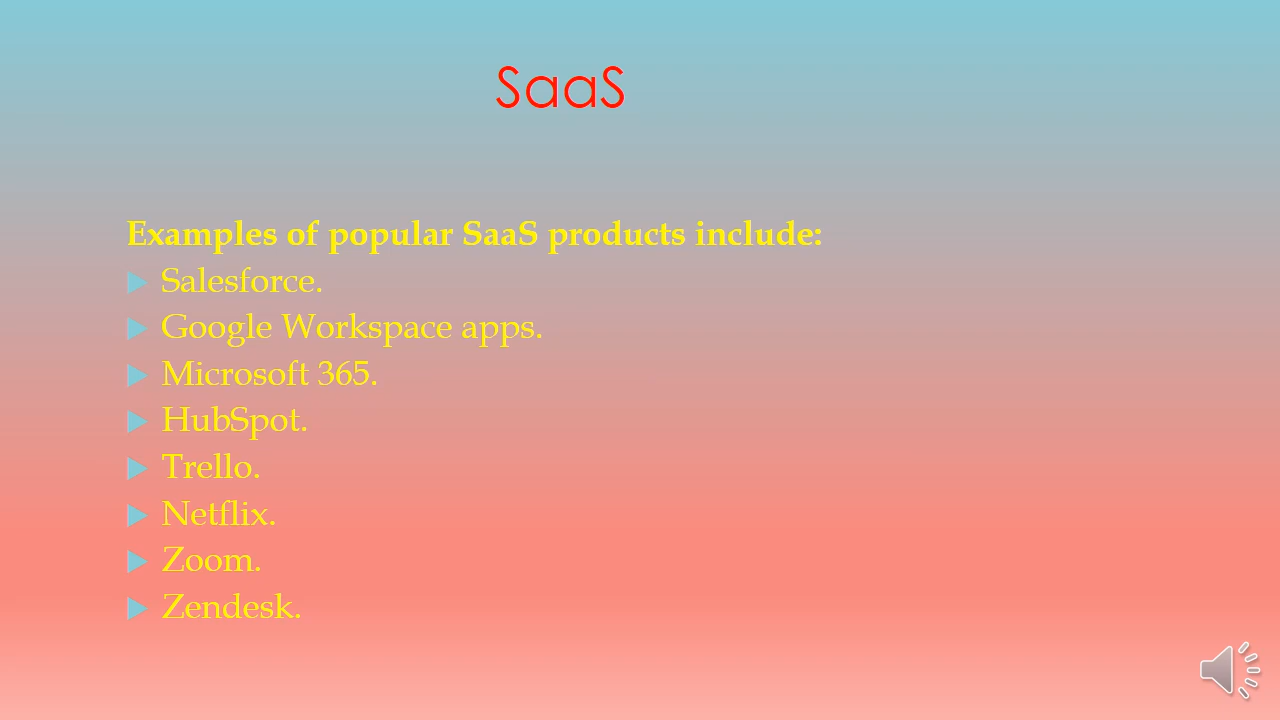 SaaS
Examples of popular SaaS products include:
Salesforce.
Google Workspace apps.
Microsoft 365.
HubSpot.
Trello.
Netflix.
Zoom.
Zendesk.